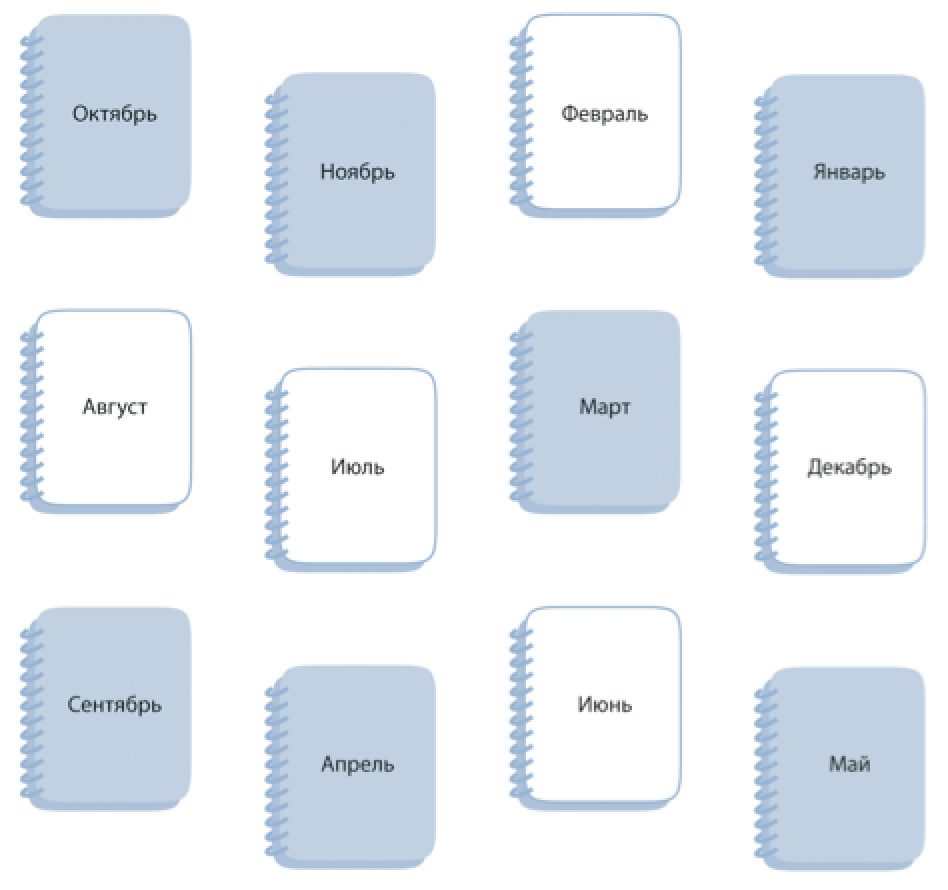 Октябрь
Ноябрь
Февраль
Январь
Август
Июль
Март
Декабрь
Сентябрь
Апрель
Июнь
Май